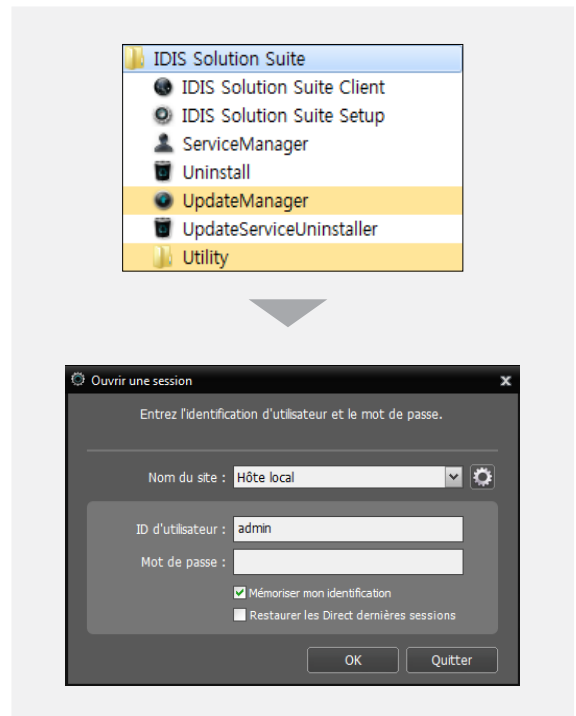 IDIS Solution Suite
IDIS Solution Suite Client
IDIS Solution Suite Setup
ServiceManager
Uninstall
UpdateManager
UpdateServiceUninstaller
Utility
Ouvrir une session
x
Entrez l'identification d'utilisateur et le mot de passe.
Nom du site : Hôte local
ID d'utilisateur : admin
Mot de passe :
Mémoriser mon identification
Restaurer les Direct dernières sessions
OK Quitter